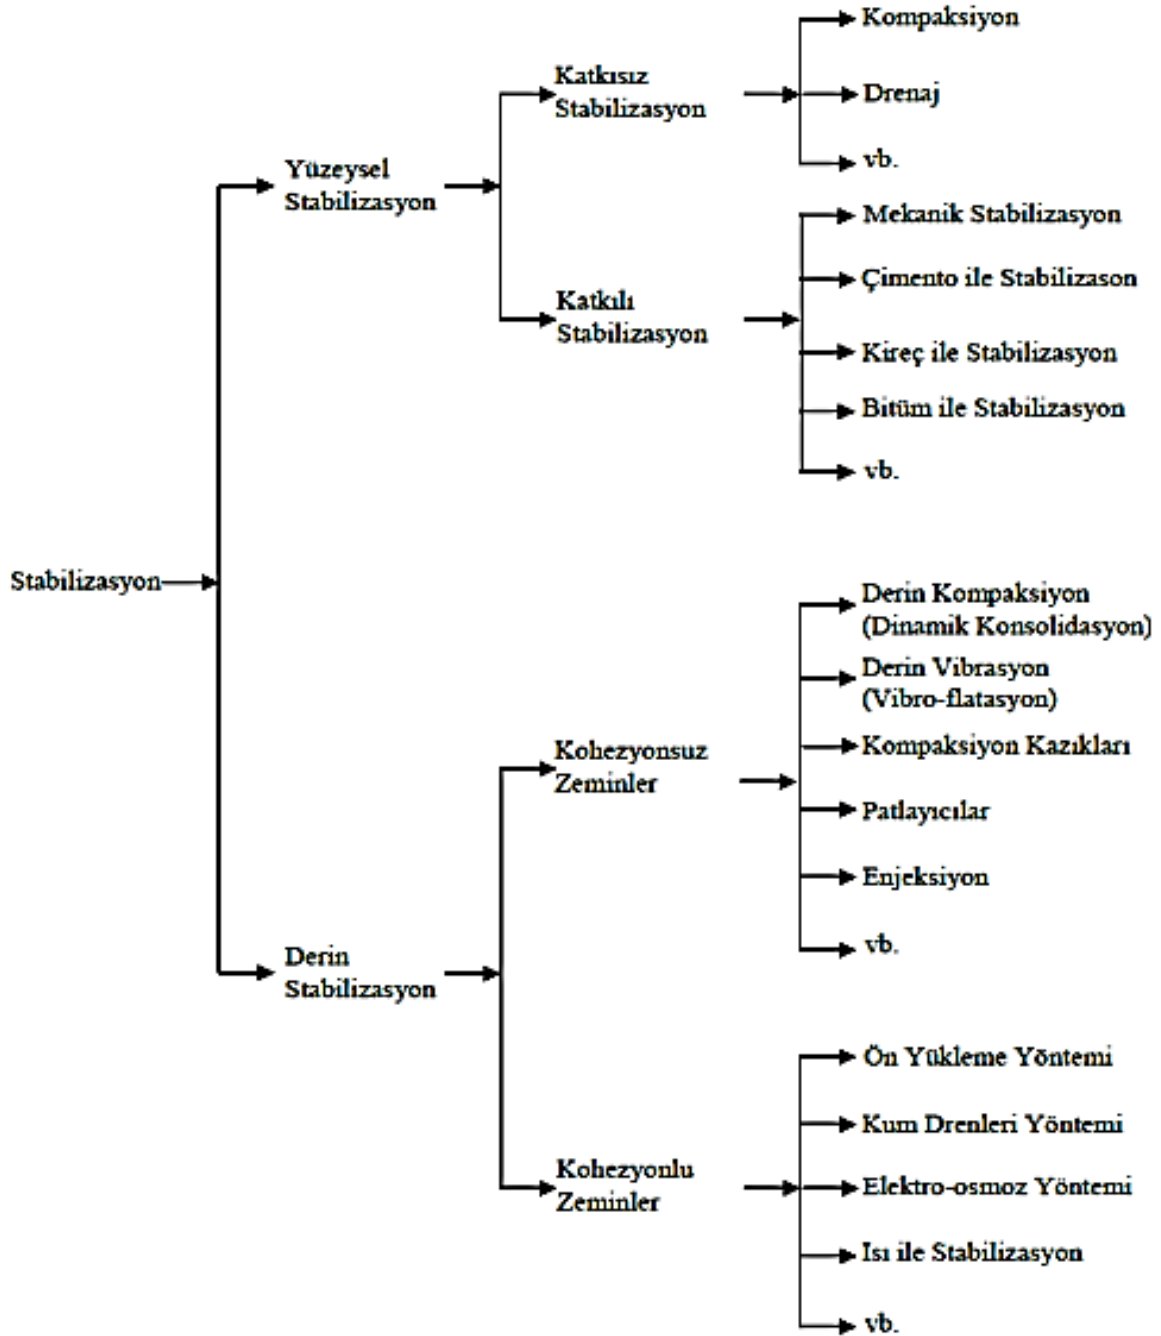 Stabilizasyon
Yüzeysel
Stabilizasyon
Katkısız
Stabilizasyon
Kompaksiyon
Drenaj
vb.
Katkılı
Stabilizasyon
Mekanik Stabilizasyon
Çimento ile Stabilizason
Kireç ile Stabilizasyon
Bitüm ile Stabilizasyon
vb.
Derin
Stabilizasyon
Kohezyonsuz
Zeminler
Derin Kompaksiyon
(Dinamik Konsolidasyon)
Derin Vibrasyon
(Vibro-flatasyon)
Kompaksiyon Kazıkları
Patlayıcılar
Enjeksiyon
vb.
Kohezyonlu
Zeminler
Ön Yükleme Yöntemi
Kum Drenleri Yöntemi
Elektro-osmoz Yöntemi
Isı ile Stabilizasyon
vb.